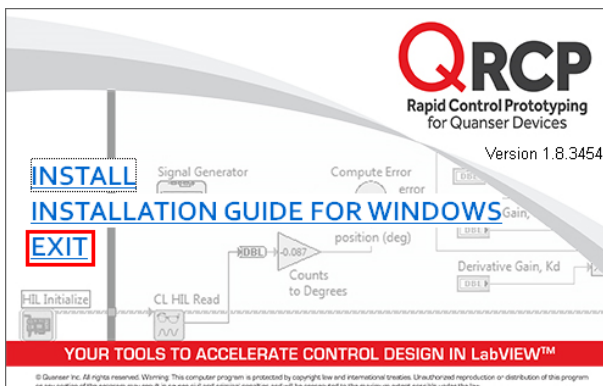 QRCP
Rapid Control Prototyping
for Quanser Devices
Version 1.8.3454
INSTALL
Signal Generator
Compute Error
error
DBL
INSTALLATION GUIDE FOR WINDOWS
Gain,
DBL
EXIT
position (deg)
DBL
-0.087
Counts
to Degrees
Derivative Gain, Kd
DBL
HIL Initialize
CL HIL Read
YOUR TOOLS TO ACCELERATE CONTROL DESIGN IN LabVIEW™
© Quanser Inc. All rights reserved. Warning: This computer program is protected by copyright law and international treaties. Unauthorized reproduction or distribution of this program